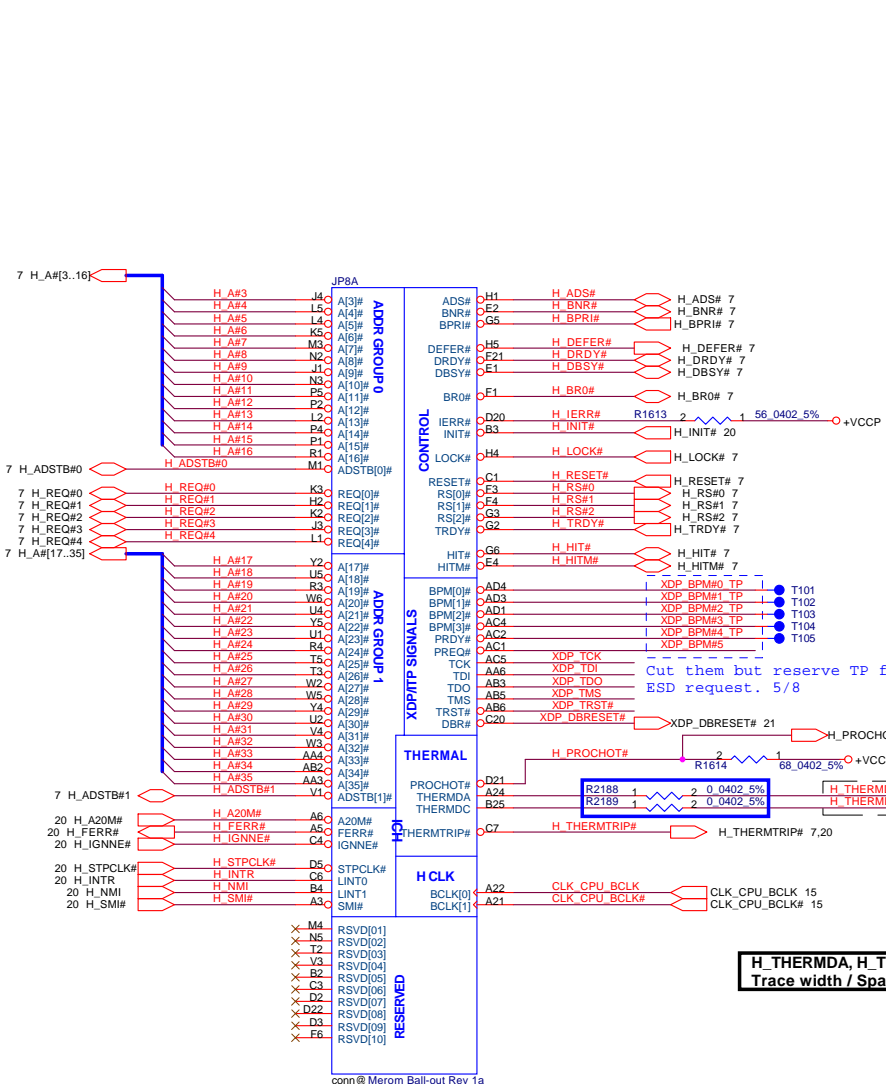 JP8A
7 H_A#[3..16]
H_A#3 J4 A[3]#
H_A#4 L5 A[4]#
H_A#5 L4 A[5]#
H_A#6 K5 A[6]#
H_A#7 M3 A[7]#
H_A#8 N2 A[8]#
H_A#9 J1 A[9]#
H_A#10 N3 A[10]#
H_A#11 P5 A[11]#
H_A#12 P2 A[12]#
H_A#13 L2 A[13]#
H_A#14 P4 A[14]#
H_A#15 P1 A[15]#
H_A#16 R1 A[16]#
7 H_ADSTB#0 H_ADSTB#0 M1 ADSTB[0]#
ADDR GROUP 0
7 H_REQ#0 H_REQ#0 K3 REQ[0]#
7 H_REQ#1 H_REQ#1 H2 REQ[1]#
7 H_REQ#2 H_REQ#2 K2 REQ[2]#
7 H_REQ#3 H_REQ#3 J3 REQ[3]#
7 H_REQ#4 H_REQ#4 L1 REQ[4]#
7 H_A#[17..35]
H_A#17 Y2 A[17]#
H_A#18 U5 A[18]#
H_A#19 R3 A[19]#
H_A#20 W6 A[20]#
H_A#21 U4 A[21]#
H_A#22 Y5 A[22]#
H_A#23 U1 A[23]#
H_A#24 R4 A[24]#
H_A#25 T5 A[25]#
H_A#26 T3 A[26]#
H_A#27 W2 A[27]#
H_A#28 W5 A[28]#
H_A#29 Y4 A[29]#
H_A#30 U2 A[30]#
H_A#31 V4 A[31]#
H_A#32 W3 A[32]#
H_A#33 AA4 A[33]#
H_A#34 AB2 A[34]#
H_A#35 AA3 A[35]#
7 H_ADSTB#1 H_ADSTB#1 V1 ADSTB[1]#
ADDR GROUP 1
20 H_A20M# H_A20M# A6 A20M#
20 H_FERR# H_FERR# A5 FERR#
20 H_IGNNE# H_IGNNE# C4 IGNNE#
ICH
20 H_STPCLK# H_STPCLK# D5 STPCLK#
20 H_INTR H_INTR C6 LINT0
20 H_NMI H_NMI B4 LINT1
20 H_SMI# H_SMI# A3 SMI#
M4 RSVD[01]
N5 RSVD[02]
T2 RSVD[03]
V3 RSVD[04]
B2 RSVD[05]
C3 RSVD[06]
D2 RSVD[07]
D22 RSVD[08]
D3 RSVD[09]
F6 RSVD[10]
RESERVED
ADS# H1 H_ADS# H_ADS# 7
BNR# E2 H_BNR# H_BNR# 7
BPRI# G5 H_BPRI# H_BPRI# 7
DEFER# H5 H_DEFER# H_DEFER# 7
DRDY# F21 H_DRDY# H_DRDY# 7
DBSY# E1 H_DBSY# H_DBSY# 7
BR0# F1 H_BR0# H_BR0# 7
IERR# D20 H_IERR# R1613 2 1 56_0402_5% +VCCP
INIT# B3 H_INIT# H_INIT# 20
LOCK# H4 H_LOCK# H_LOCK# 7
CONTROL
RESET# C1 H_RESET# H_RESET# 7
RS[0]# F3 H_RS#0 H_RS#0 7
RS[1]# F4 H_RS#1 H_RS#1 7
RS[2]# G3 H_RS#2 H_RS#2 7
TRDY# G2 H_TRDY# H_TRDY# 7
HIT# G6 H_HIT# H_HIT# 7
HITM# E4 H_HITM# H_HITM# 7
BPM[0]# AD4 XDP_BPM#0_TP T101
BPM[1]# AD3 XDP_BPM#1_TP T102
BPM[2]# AD1 XDP_BPM#2_TP T103
BPM[3]# AC4 XDP_BPM#3_TP T104
PRDY# AC2 XDP_BPM#4_TP T105
PREQ# AC1 XDP_BPM#5
TCK AC5 XDP_TCK
TDI AA6 XDP_TDI
TDO AB3 XDP_TDO
TMS AB5 XDP_TMS
TRST# AB6 XDP_TRST#
DBR# C20 XDP_DBRESET# XDP_DBRESET# 21
XDP/ITP SIGNALS
Cut them but reserve TP f
ESD request. 5/8
THERMAL
H_PROCHO
R1614 2 1 68_0402_5% +VCC
PROCHOT# D21 H_PROCHOT#
THERMDA A24 R2188 1 2 0_0402_5% H_THERM
THERMDC B25 R2189 1 2 0_0402_5% H_THERM
THERMTRIP# C7 H_THERMTRIP# H_THERMTRIP# 7,20
H CLK
BCLK[0] A22 CLK_CPU_BCLK CLK_CPU_BCLK 15
BCLK[1] A21 CLK_CPU_BCLK# CLK_CPU_BCLK# 15
H_THERMDA, H_T
Trace width / Spa
conn@ Merom Ball-out Rev 1a